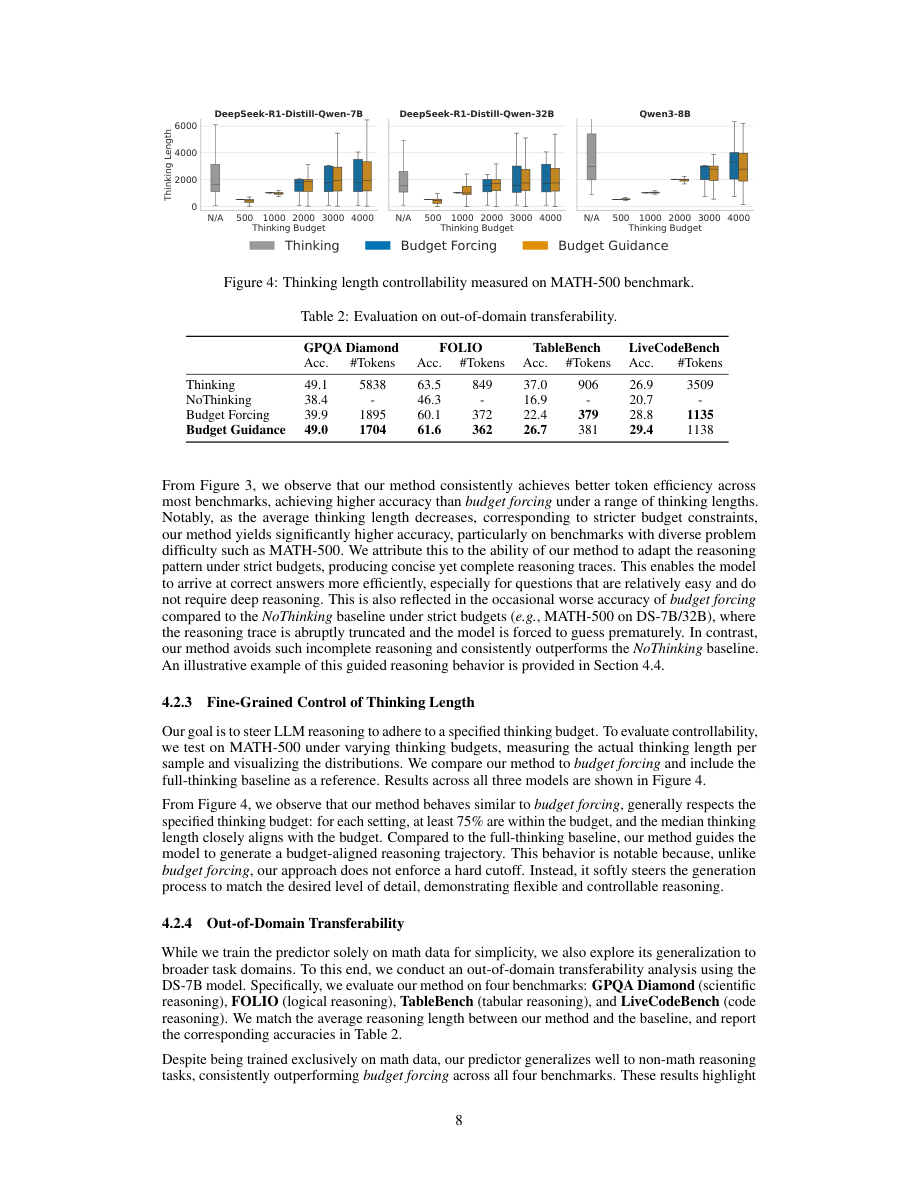 DeepSeek-R1-Distill-Qwen-7B
DeepSeek-R1-Distill-Qwen-32B
Qwen3-8B
Thinking Length
6000
4000
2000
0
N/A 500 1000 2000 3000 4000
N/A 500 1000 2000 3000 4000
N/A 500 1000 2000 3000 4000
Thinking Budget
Thinking Budget
Thinking Budget
Thinking Budget Forcing Budget Guidance
Figure 4: Thinking length controllability measured on MATH-500 benchmark.
Table 2: Evaluation on out-of-domain transferability.
GPQA Diamond FOLIO TableBench LiveCodeBench
Acc. #Tokens Acc. #Tokens Acc. #Tokens Acc. #Tokens
Thinking 49.1 5838 63.5 849 37.0 906 26.9 3509
NoThinking 38.4 - 46.3 - 16.9 - 20.7 -
Budget Forcing 39.9 1895 60.1 372 22.4 379 28.8 1135
Budget Guidance 49.0 1704 61.6 362 26.7 381 29.4 1138
From Figure 3, we observe that our method consistently achieves better token efficiency across
most benchmarks, achieving higher accuracy than budget forcing under a range of thinking lengths.
Notably, as the average thinking length decreases, corresponding to stricter budget constraints,
our method yields significantly higher accuracy, particularly on benchmarks with diverse problem
difficulty such as MATH-500. We attribute this to the ability of our method to adapt the reasoning
pattern under strict budgets, producing concise yet complete reasoning traces. This enables the model
to arrive at correct answers more efficiently, especially for questions that are relatively easy and do
not require deep reasoning. This is also reflected in the occasional worse accuracy of budget forcing
compared to the NoThinking baseline under strict budgets (e.g., MATH-500 on DS-7B/32B), where
the reasoning trace is abruptly truncated and the model is forced to guess prematurely. In contrast,
our method avoids such incomplete reasoning and consistently outperforms the NoThinking baseline.
An illustrative example of this guided reasoning behavior is provided in Section 4.4.
4.2.3 Fine-Grained Control of Thinking Length
Our goal is to steer LLM reasoning to adhere to a specified thinking budget. To evaluate controllability,
we test on MATH-500 under varying thinking budgets, measuring the actual thinking length per
sample and visualizing the distributions. We compare our method to budget forcing and include the
full-thinking baseline as a reference. Results across all three models are shown in Figure 4.
From Figure 4, we observe that our method behaves similar to budget forcing, generally respects the
specified thinking budget: for each setting, at least 75% are within the budget, and the median thinking
length closely aligns with the budget. Compared to the full-thinking baseline, our method guides the
model to generate a budget-aligned reasoning trajectory. This behavior is notable because, unlike
budget forcing, our approach does not enforce a hard cutoff. Instead, it softly steers the generation
process to match the desired level of detail, demonstrating flexible and controllable reasoning.
4.2.4 Out-of-Domain Transferability
While we train the predictor solely on math data for simplicity, we also explore its generalization to
broader task domains. To this end, we conduct an out-of-domain transferability analysis using the
DS-7B model. Specifically, we evaluate our method on four benchmarks: GPQA Diamond (scientific
reasoning), FOLIO (logical reasoning), TableBench (tabular reasoning), and LiveCodeBench (code
reasoning). We match the average reasoning length between our method and the baseline, and report
the corresponding accuracies in Table 2.
Despite being trained exclusively on math data, our predictor generalizes well to non-math reasoning
tasks, consistently outperforming budget forcing across all four benchmarks. These results highlight
8